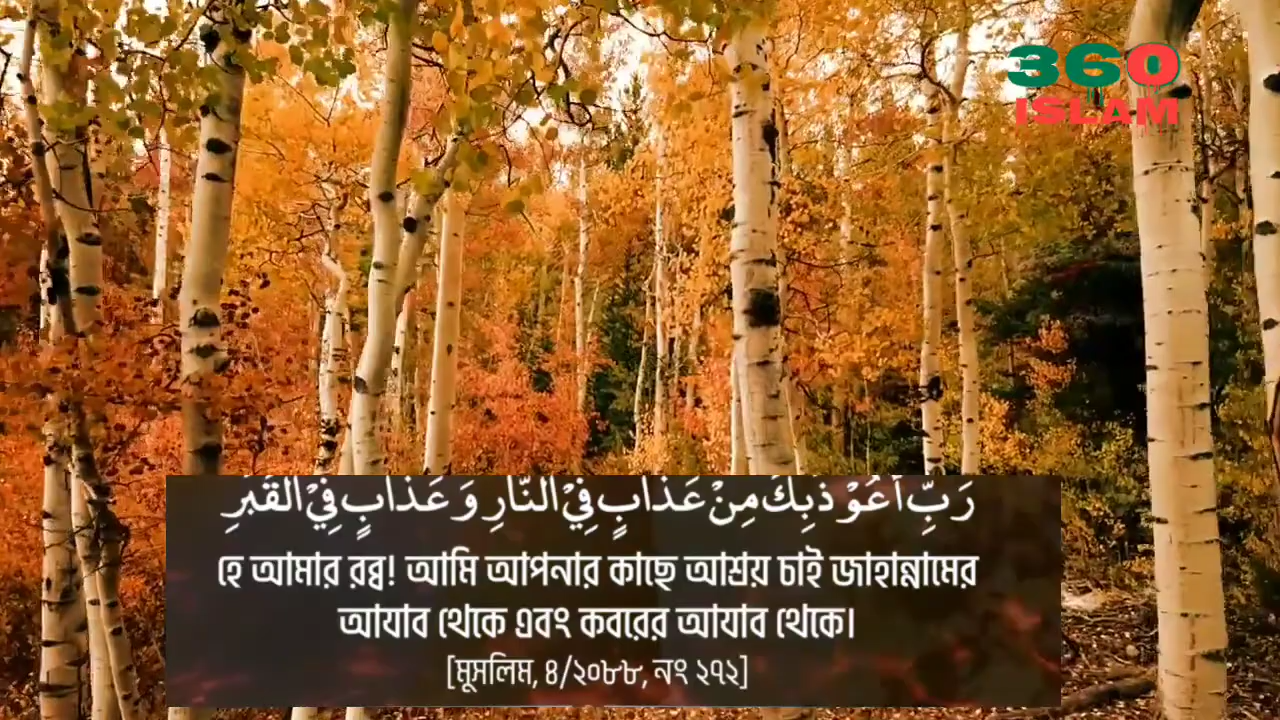 360
ISLAM
رَبِّ أَعُوْذُبِكَ مِنْ عَذَابٍ فِيْ النَّارِ وَ عَذَابٍ فِيْ الْقَبْرِ
হে আমার রব্ব! আমি আপনার কাছে আশ্রয় চাই জাহান্নামের
আযাব থেকে এবং কবরের আযাব থেকে।
[মুসলিম, ৪/২০৮৮, নং ২৭২]